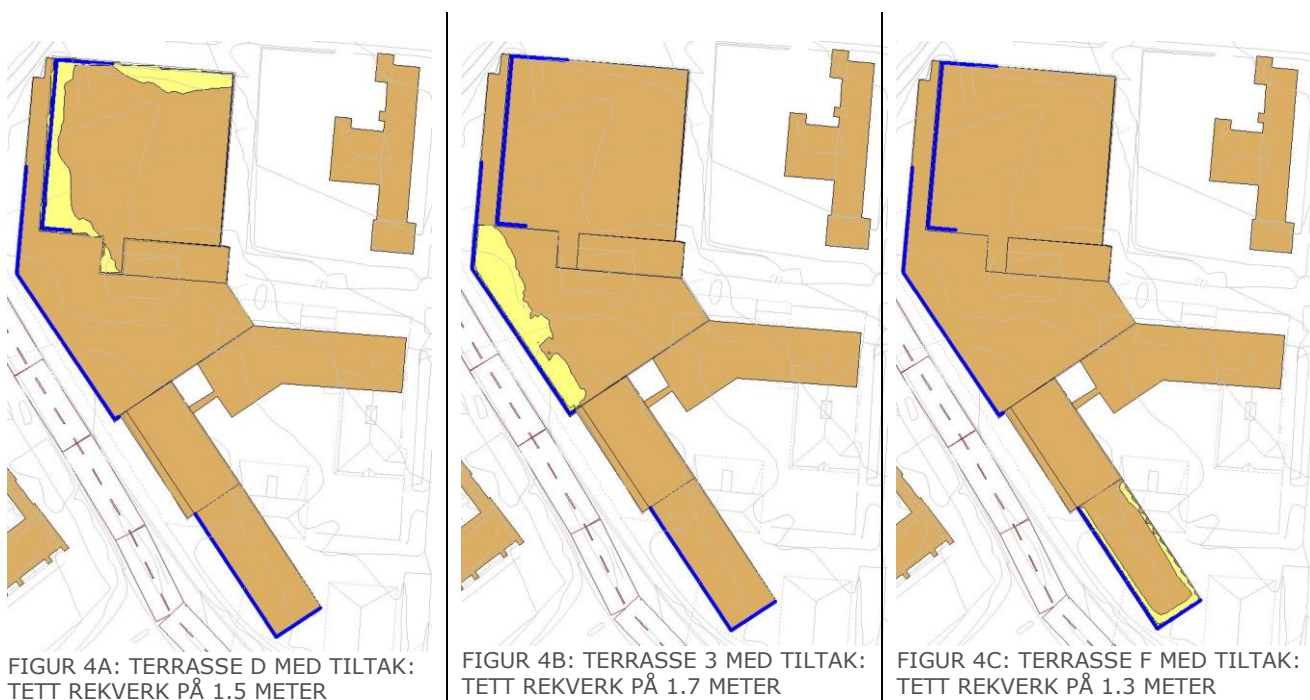 FIGUR 4A: TERRASSE D MED TILTAK:
TETT REKVERK PÅ 1.5 METER
FIGUR 4B: TERRASSE 3 MED TILTAK:
TETT REKVERK PÅ 1.7 METER
FIGUR 4C: TERRASSE F MED TILTAK:
TETT REKVERK PÅ 1.3 METER